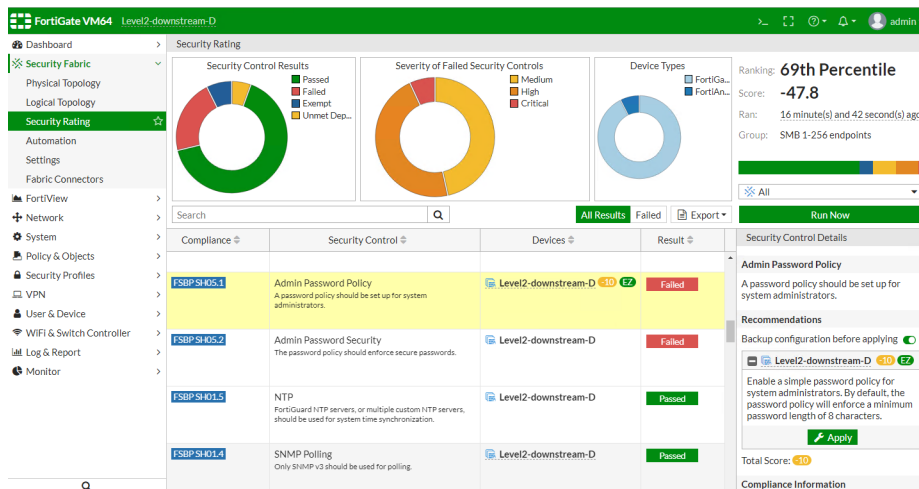 FortiGate VM64 Level2-downstream-D
>_ admin
Dashboard
Security Fabric
Physical Topology
Logical Topology
Security Rating
Automation
Settings
Fabric Connectors
FortiView
Network
System
Policy & Objects
Security Profiles
VPN
User & Device
WiFi & Switch Controller
Log & Report
Monitor
Security Rating
Security Control Results
Passed
Failed
Exempt
Unmet Dep...
Severity of Failed Security Controls
Medium
High
Critical
Device Types
FortiGa...
FortiAn...
Ranking: 69th Percentile
Score: -47.8
Ran: 16 minute(s) and 42 second(s) ago
Group: SMB 1-256 endpoints
All
Run Now
Search
All Results Failed Export
Compliance Security Control Devices Result
FSBP SH05.1 Admin Password Policy Level2-downstream-D -10 EZ Failed
A password policy should be set up for system
administrators.
FSBP SH05.2 Admin Password Security Level2-downstream-D Failed
The password policy should enforce secure passwords.
FSBP SH01.5 NTP Level2-downstream-D Passed
FortiGuard NTP servers, or multiple custom NTP servers,
should be used for system time synchronization.
FSBP SH01.4 SNMP Polling Level2-downstream-D Passed
Only SNMP v3 should be used for polling.
Security Control Details
Admin Password Policy
A password policy should be set up for
system administrators.
Recommendations
Backup configuration before applying
Level2-downstream-D -10 EZ
Enable a simple password policy for
system administrators. By default, the
password policy will enforce a minimum
password length of 8 characters.
Apply
Total Score: -10
Compliance Information